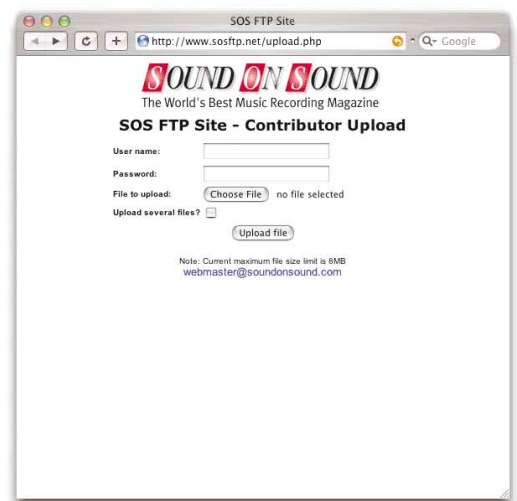 SOS FTP Site
http://www.sosftp.net/upload.php
Google
SOUND ON SOUND
The World's Best Music Recording Magazine
SOS FTP Site - Contributor Upload
User name:
Password:
File to upload: Choose File no file selected
Upload several files?
Upload file
Note: Current maximum file size limit is 8MB
webmaster@soundonsound.com